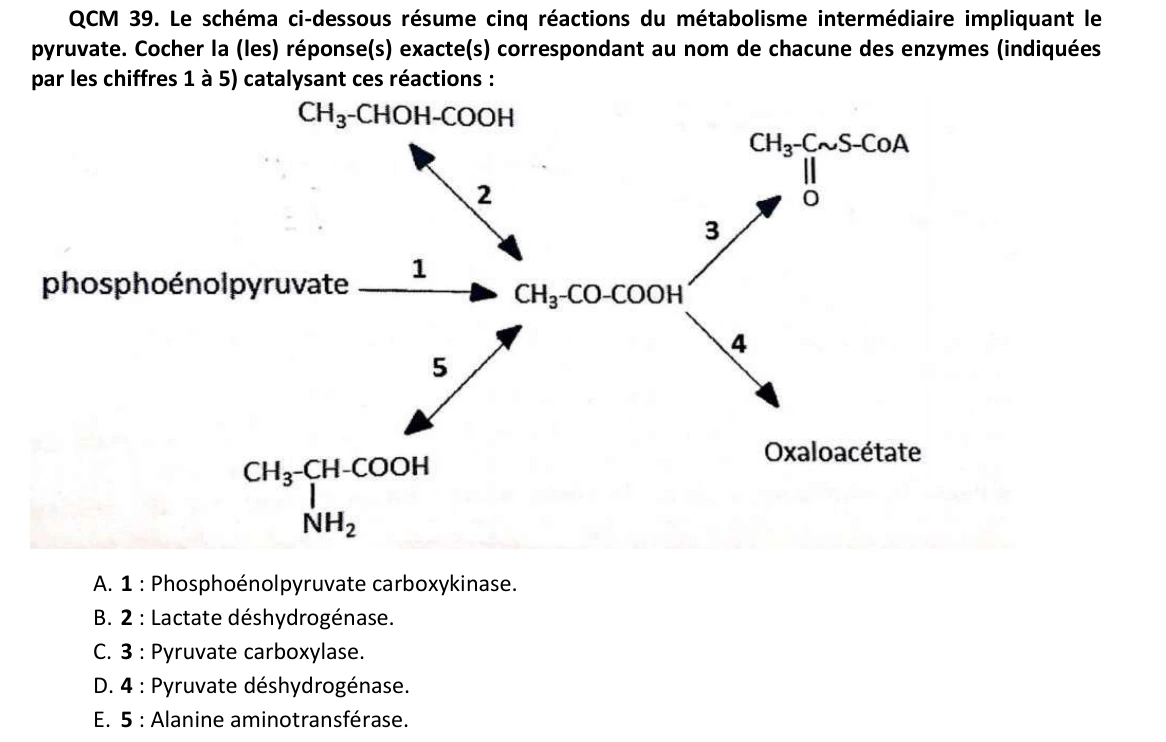 QCM 39. Le schéma ci-dessous résume cinq réactions du métabolisme intermédiaire impliquant le
pyruvate. Cocher la (les) réponse(s) exacte(s) correspondant au nom de chacune des enzymes (indiquées
par les chiffres 1 à 5) catalysant ces réactions :
CH₃-CHOH-COOH
CH₃-C~S-CoA
||
O
2
3
phosphoénolpyruvate
1
CH₃-CO-COOH
4
5
Oxaloacétate
CH₃-CH-COOH
|
NH₂
A. 1 : Phosphoénolpyruvate carboxykinase.
B. 2 : Lactate déshydrogénase.
C. 3 : Pyruvate carboxylase.
D. 4 : Pyruvate déshydrogénase.
E. 5 : Alanine aminotransférase.